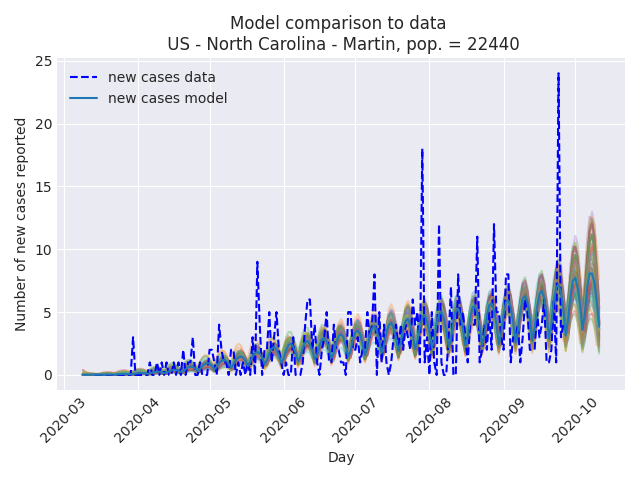 Model comparison to data
US - North Carolina - Martin, pop. = 22440
new cases data
new cases model
Number of new cases reported
25
20
15
10
5
0
2020-03
2020-04
2020-05
2020-06
2020-07
2020-08
2020-09
2020-10
Day